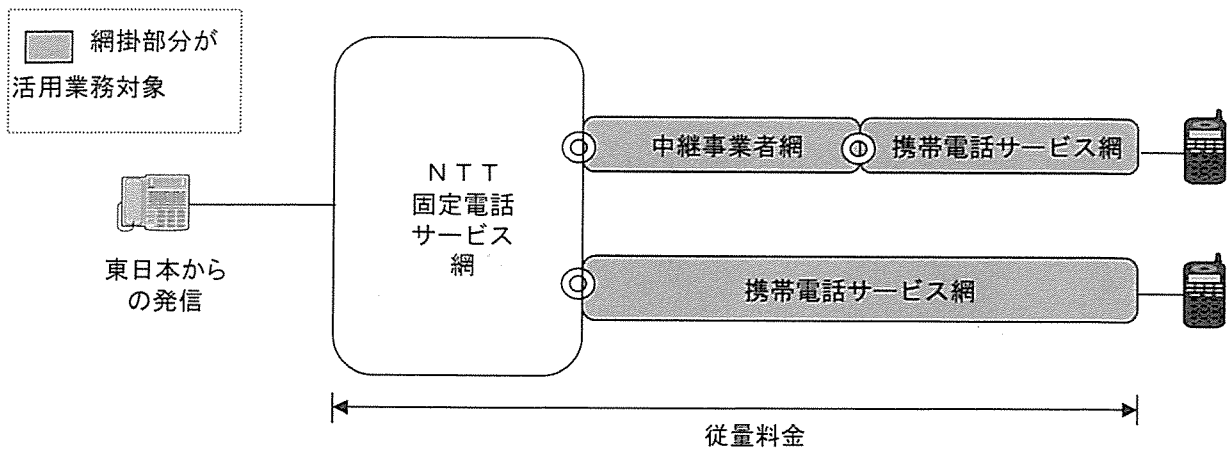 網掛部分が
活用業務対象
ＮＴＴ
固定電話
サービス
網
中継事業者網
携帯電話サービス網
東日本から
の発信
携帯電話サービス網
従量料金